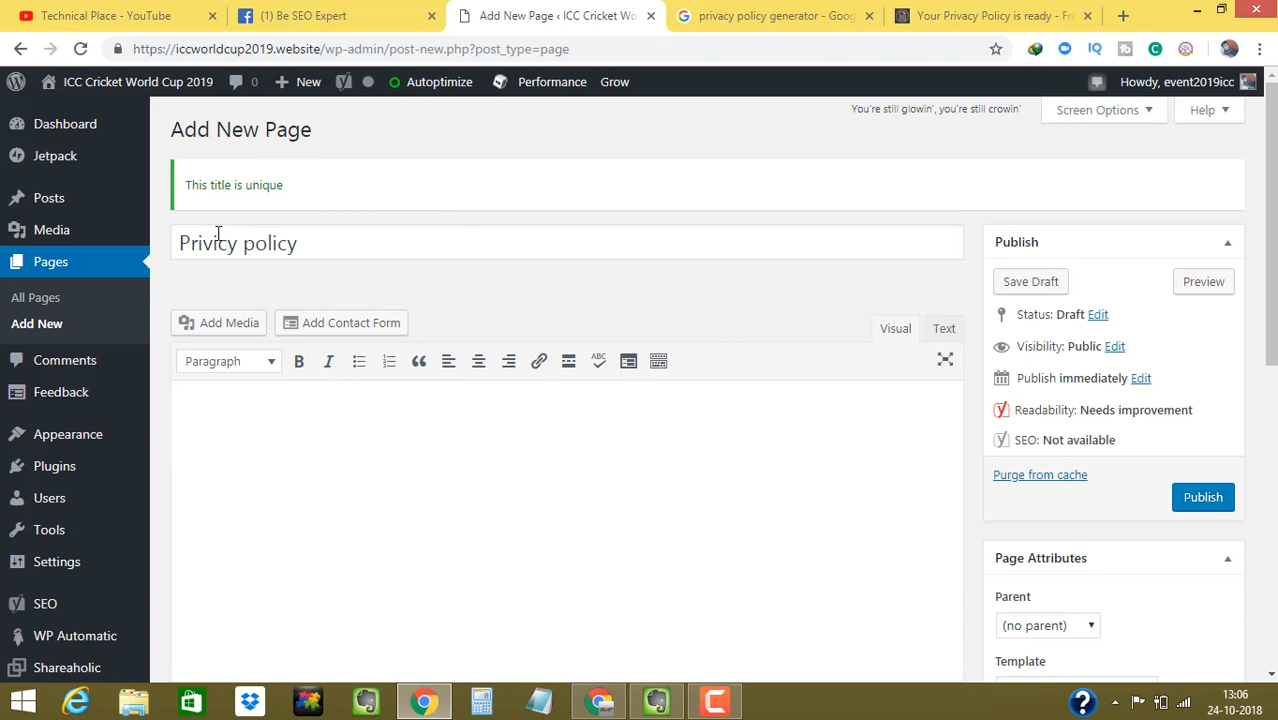 Technical Place - YouTube
(1) Be SEO Expert
Add New Page ‹ ICC Cricket Wo
privacy policy generator - Goog
Your Privacy Policy is ready - Fre
https://iccworldcup2019.website/wp-admin/post-new.php?post_type=page
ICC Cricket World Cup 2019
0
New
Autoptimize
Performance
Grow
Howdy, event2019icc
You're still glowin', you're still crowin'
Screen Options
Help
Add New Page
Dashboard
Jetpack
Posts
Media
Pages
All Pages
Add New
Comments
Feedback
Appearance
Plugins
Users
Tools
Settings
SEO
WP Automatic
Shareaholic
This title is unique
Privicy policy
Add Media
Add Contact Form
Visual
Text
Paragraph
B
I
ABC
Publish
Save Draft
Preview
Status: Draft Edit
Visibility: Public Edit
Publish immediately Edit
Readability: Needs improvement
SEO: Not available
Purge from cache
Publish
Page Attributes
Parent
(no parent)
Template
13:06
24-10-2018